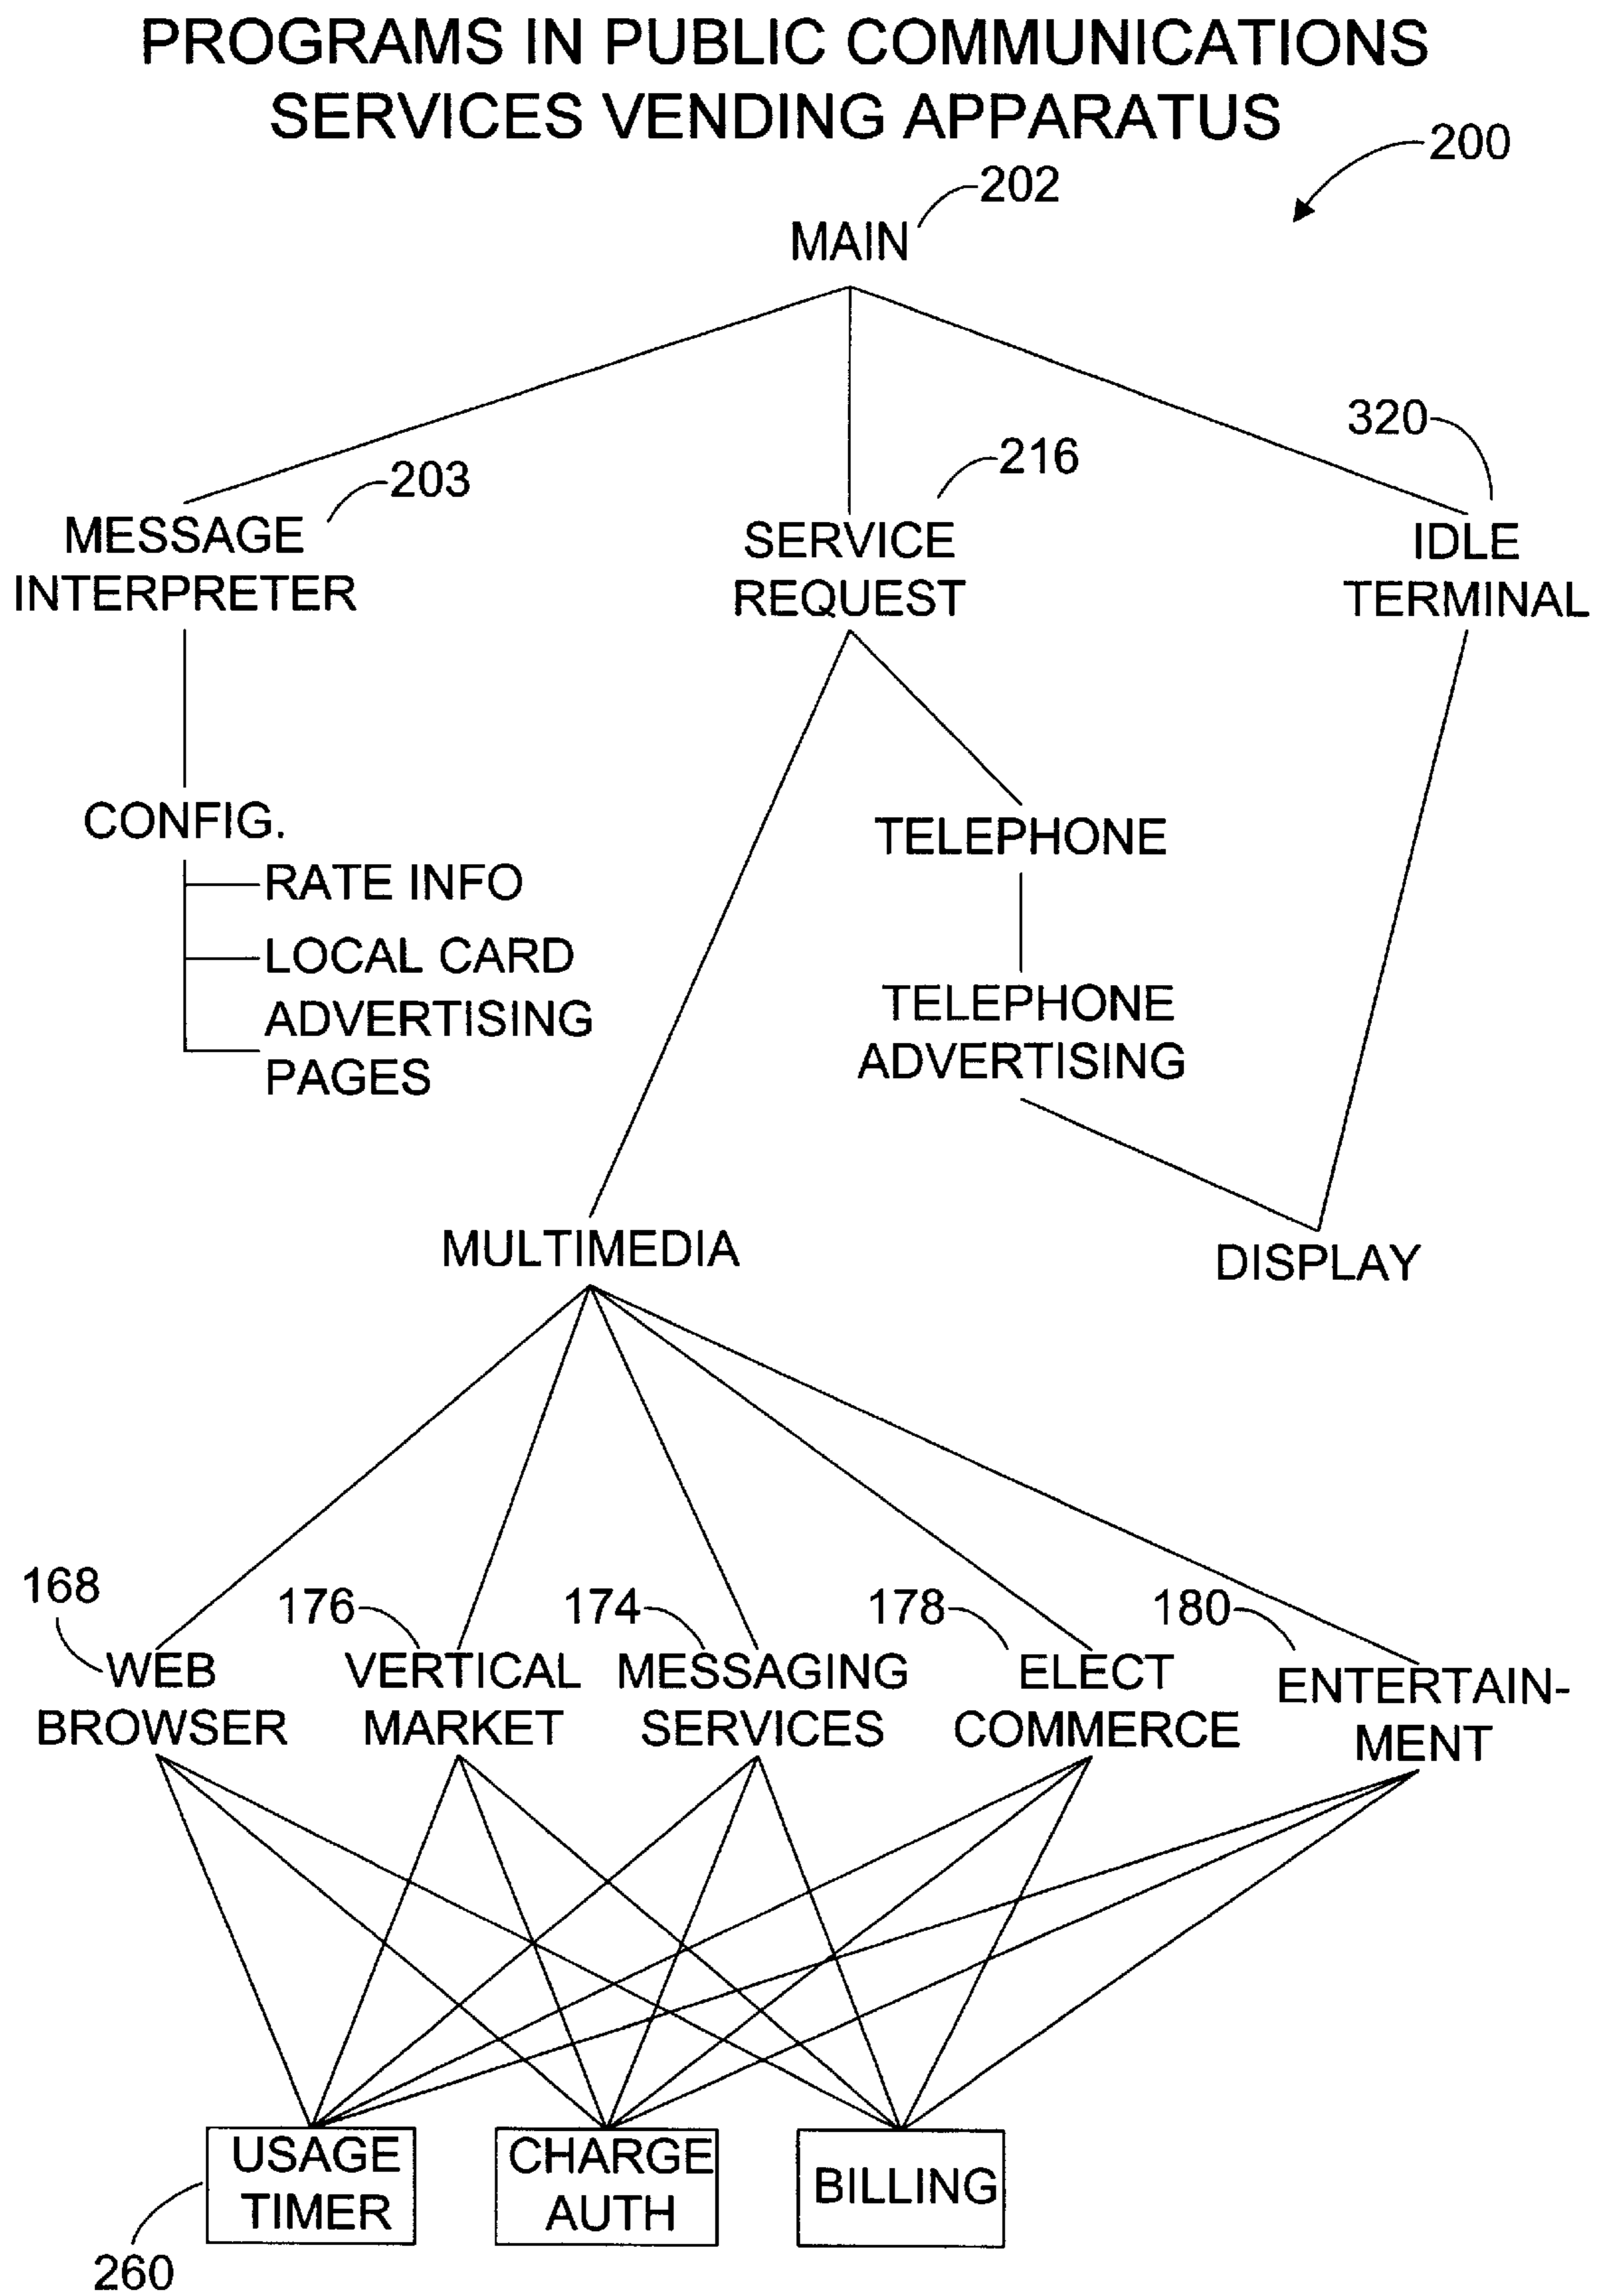 PROGRAMS IN PUBLIC COMMUNICATIONS
SERVICES VENDING APPARATUS
200
202
MAIN
320
216
203
MESSAGE
INTERPRETER
SERVICE
REQUEST
IDLE
TERMINAL
CONFIG.
RATE INFO
LOCAL CARD
ADVERTISING
PAGES
TELEPHONE
TELEPHONE
ADVERTISING
MULTIMEDIA
DISPLAY
168
176
174
178
180
WEB
BROWSER
VERTICAL
MARKET
MESSAGING
SERVICES
ELECT
COMMERCE
ENTERTAIN-
MENT
USAGE
TIMER
CHARGE
AUTH
BILLING
260